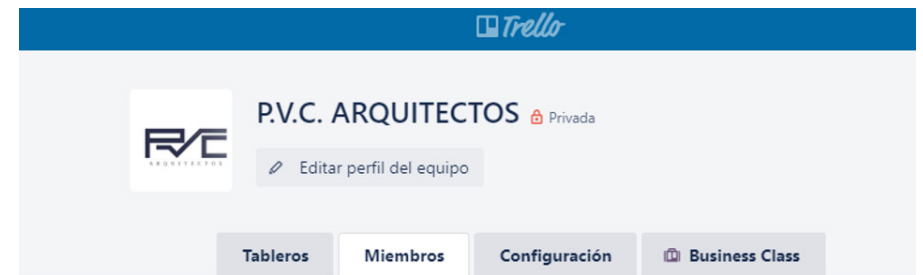 Trello
P.V.C. ARQUITECTOS Privada
PVC
ARQUITECTOS
Editar perfil del equipo
Tableros Miembros Configuración Business Class